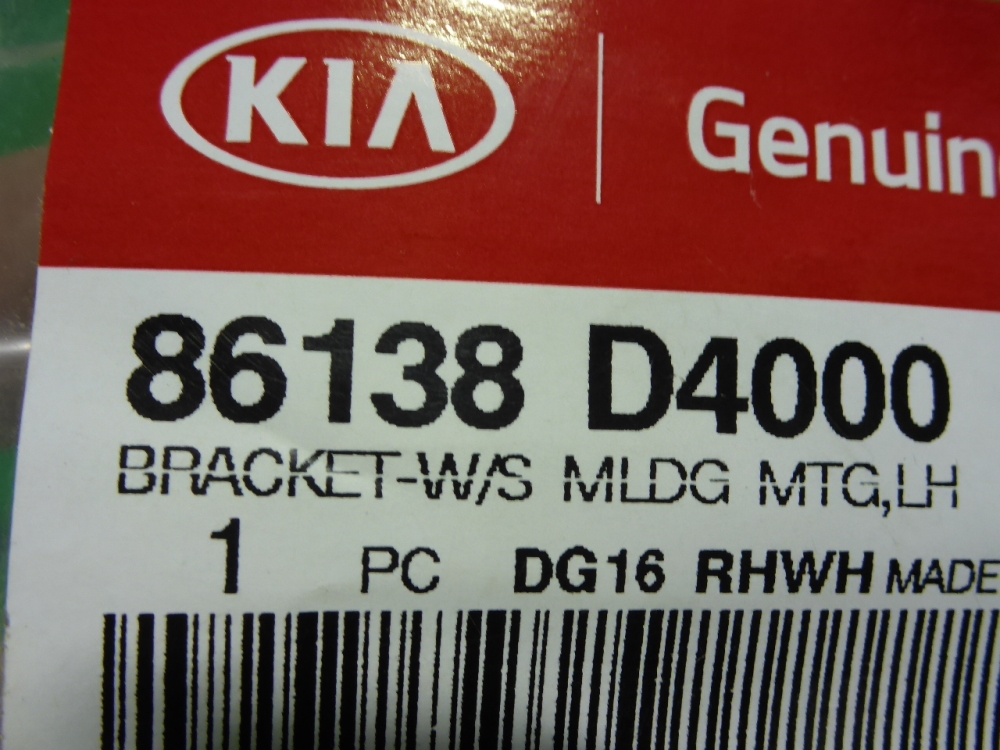 KIA Genuin
86138 D4000
BRACKET-W/S MLDG MTG,LH
1 PC DG16 RHWH MADE